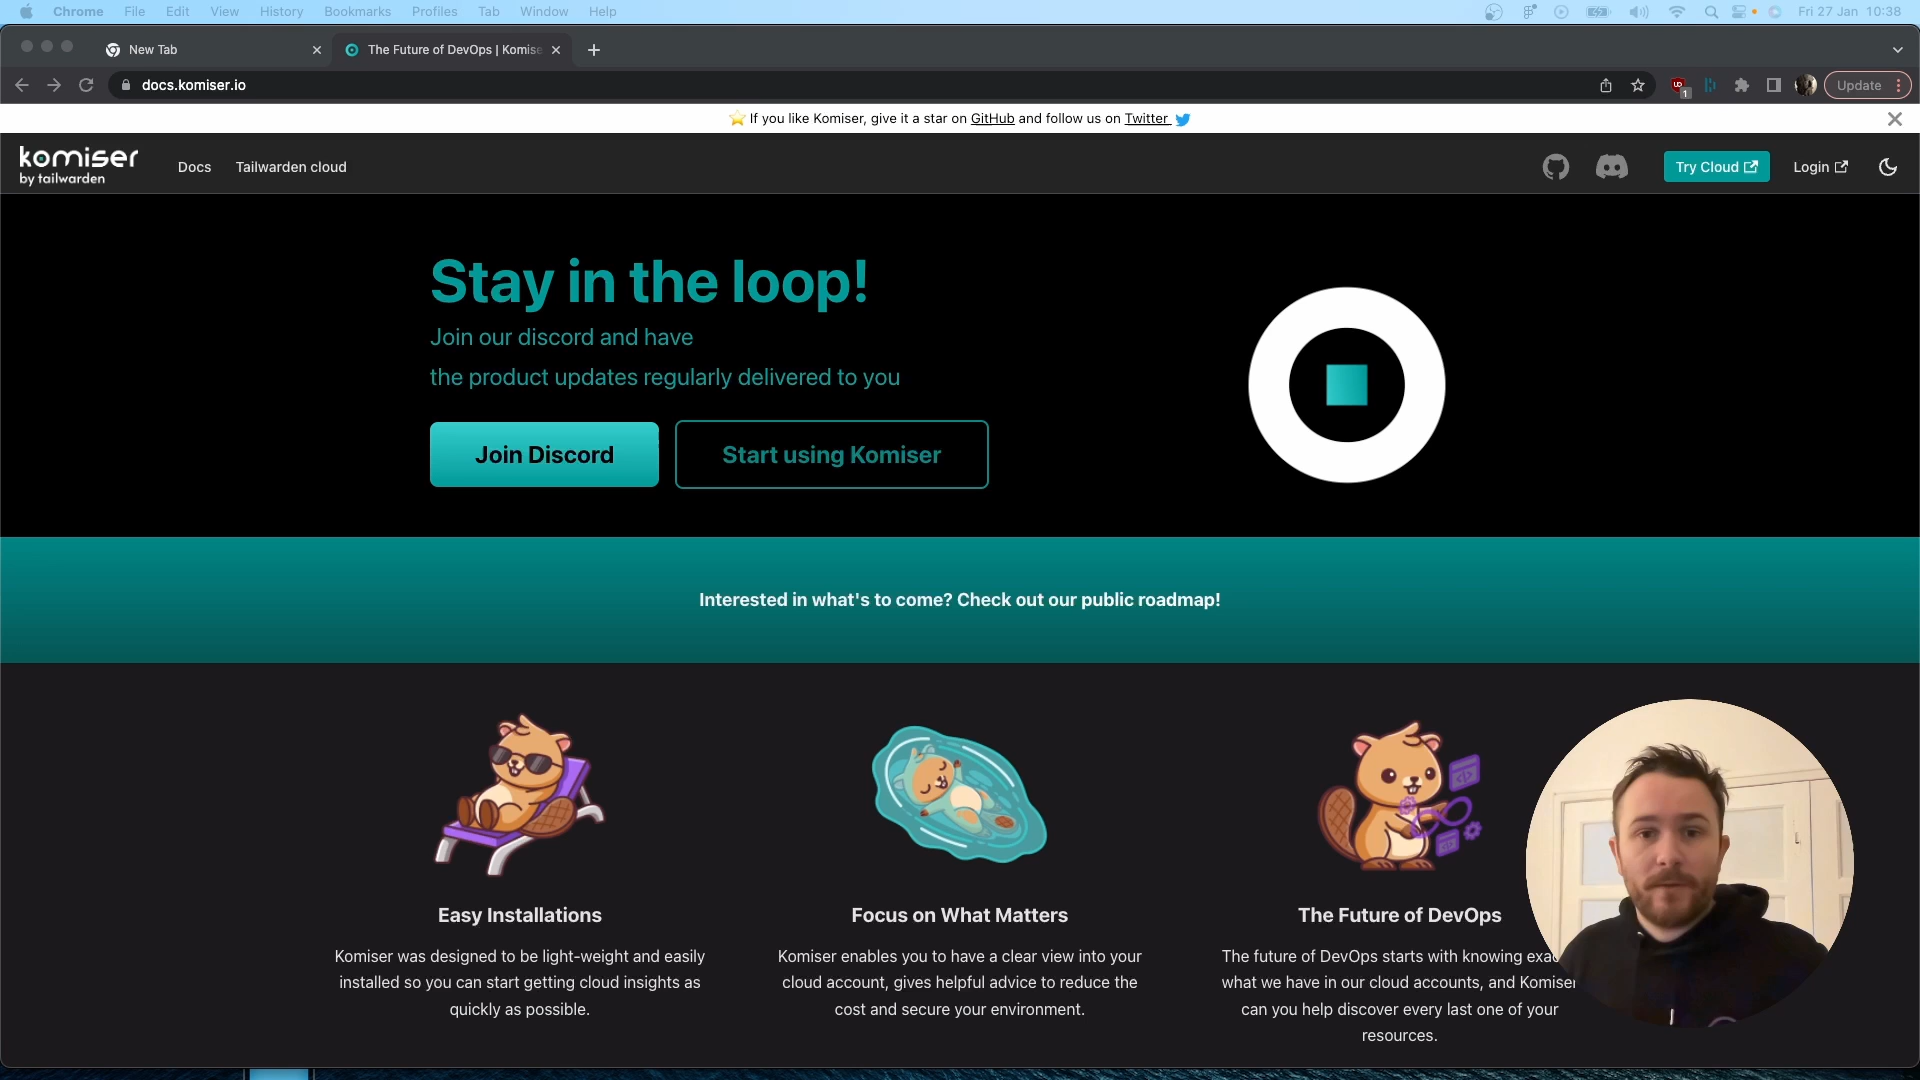 Chrome File Edit View History Bookmarks Profiles Tab Window Help Fri 27 Jan 10:38
New Tab
The Future of DevOps | Komise
docs.komiser.io
Update
If you like Komiser, give it a star on GitHub and follow us on Twitter
komiser
by tailwarden
Docs
Tailwarden cloud
Try Cloud
Login
Stay in the loop!
Join our discord and have
the product updates regularly delivered to you
Join Discord
Start using Komiser
Interested in what's to come? Check out our public roadmap!
Easy Installations
Komiser was designed to be light-weight and easily
installed so you can start getting cloud insights as
quickly as possible.
Focus on What Matters
Komiser enables you to have a clear view into your
cloud account, gives helpful advice to reduce the
cost and secure your environment.
The Future of DevOps
The future of DevOps starts with knowing exa
what we have in our cloud accounts, and Komiser
can you help discover every last one of your
resources.